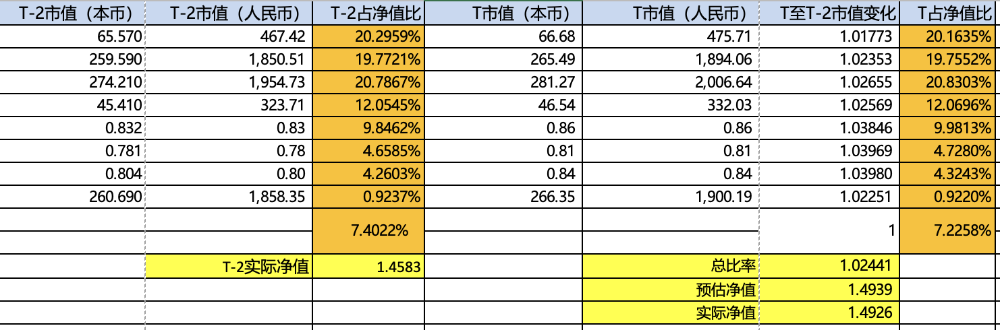 T-2市值（本币） T-2市值（人民币） T-2占净值比 T市值（本币） T市值（人民币） T至T-2市值变化 T占净值比
65.570 467.42 20.2959% 66.68 475.71 1.01773 20.1635%
259.590 1,850.51 19.7721% 265.49 1,894.06 1.02353 19.7552%
274.210 1,954.73 20.7867% 281.27 2,006.64 1.02655 20.8303%
45.410 323.71 12.0545% 46.54 332.03 1.02569 12.0696%
0.832 0.83 9.8462% 0.86 0.86 1.03846 9.9813%
0.781 0.78 4.6585% 0.81 0.81 1.03969 4.7280%
0.804 0.80 4.2603% 0.84 0.84 1.03980 4.3243%
260.690 1,858.35 0.9237% 266.35 1,900.19 1.02251 0.9220%
7.4022% 1 7.2258%
T-2实际净值 1.4583 总比率 1.02441
预估净值 1.4939
实际净值 1.4926